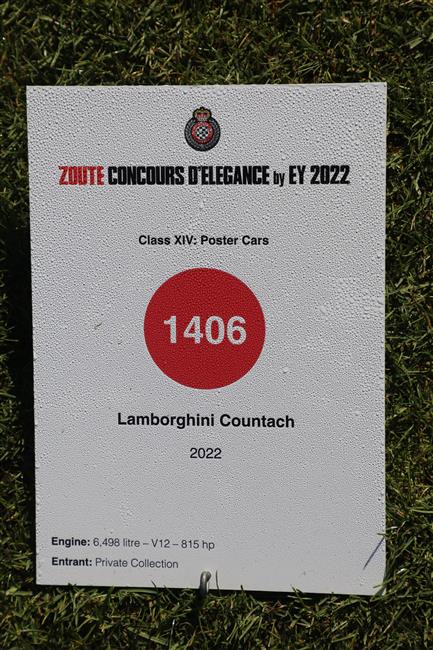 ZOUTE CONCOURS D'ELEGANCE by EY 2022
Class XIV: Poster Cars
1406
Lamborghini Countach
2022
Engine: 6,498 litre – V12 – 815 hp
Entrant: Private Collection